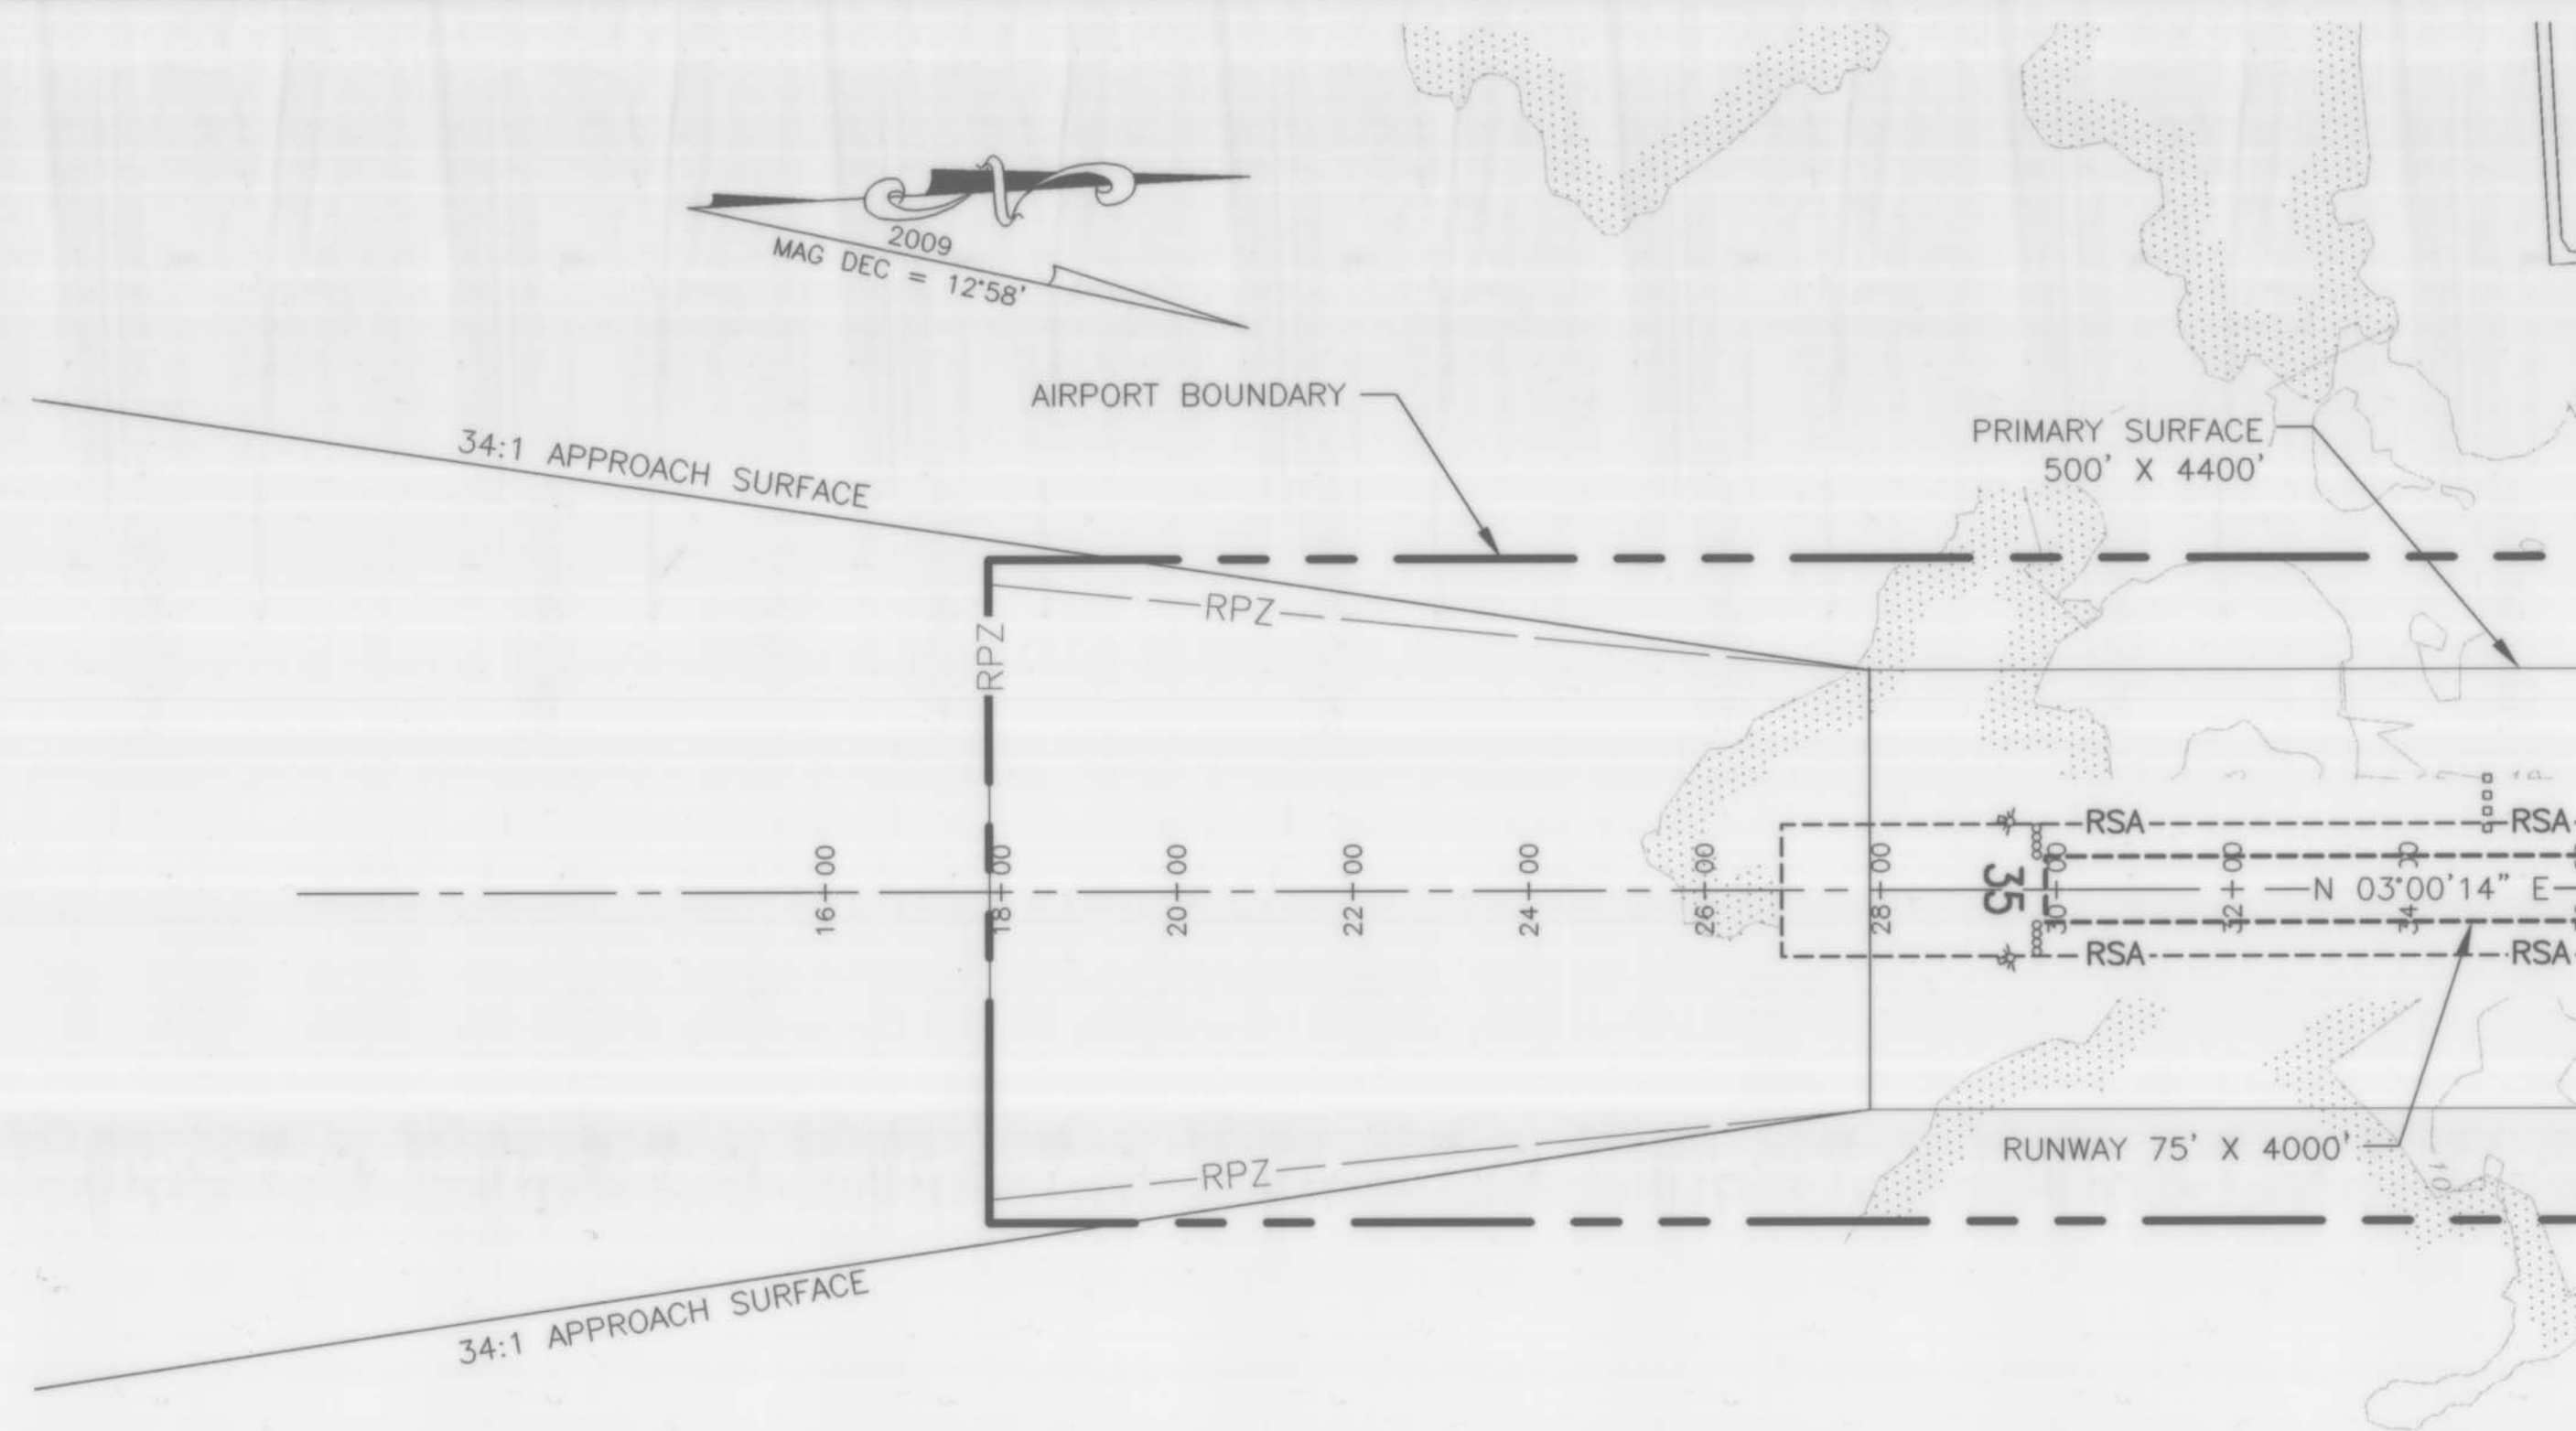 N
2009
MAG DEC = 12°58'
AIRPORT BOUNDARY
PRIMARY SURFACE
500' X 4400'
34:1 APPROACH SURFACE
RPZ
RPZ
RSA
RSA
16+00
18+00
20+00
22+00
24+00
26+00
28+00
35
30+00
32+00
34+00
N 03°00'14" E
RSA
RSA
RUNWAY 75' X 4000'
RPZ
10
34:1 APPROACH SURFACE